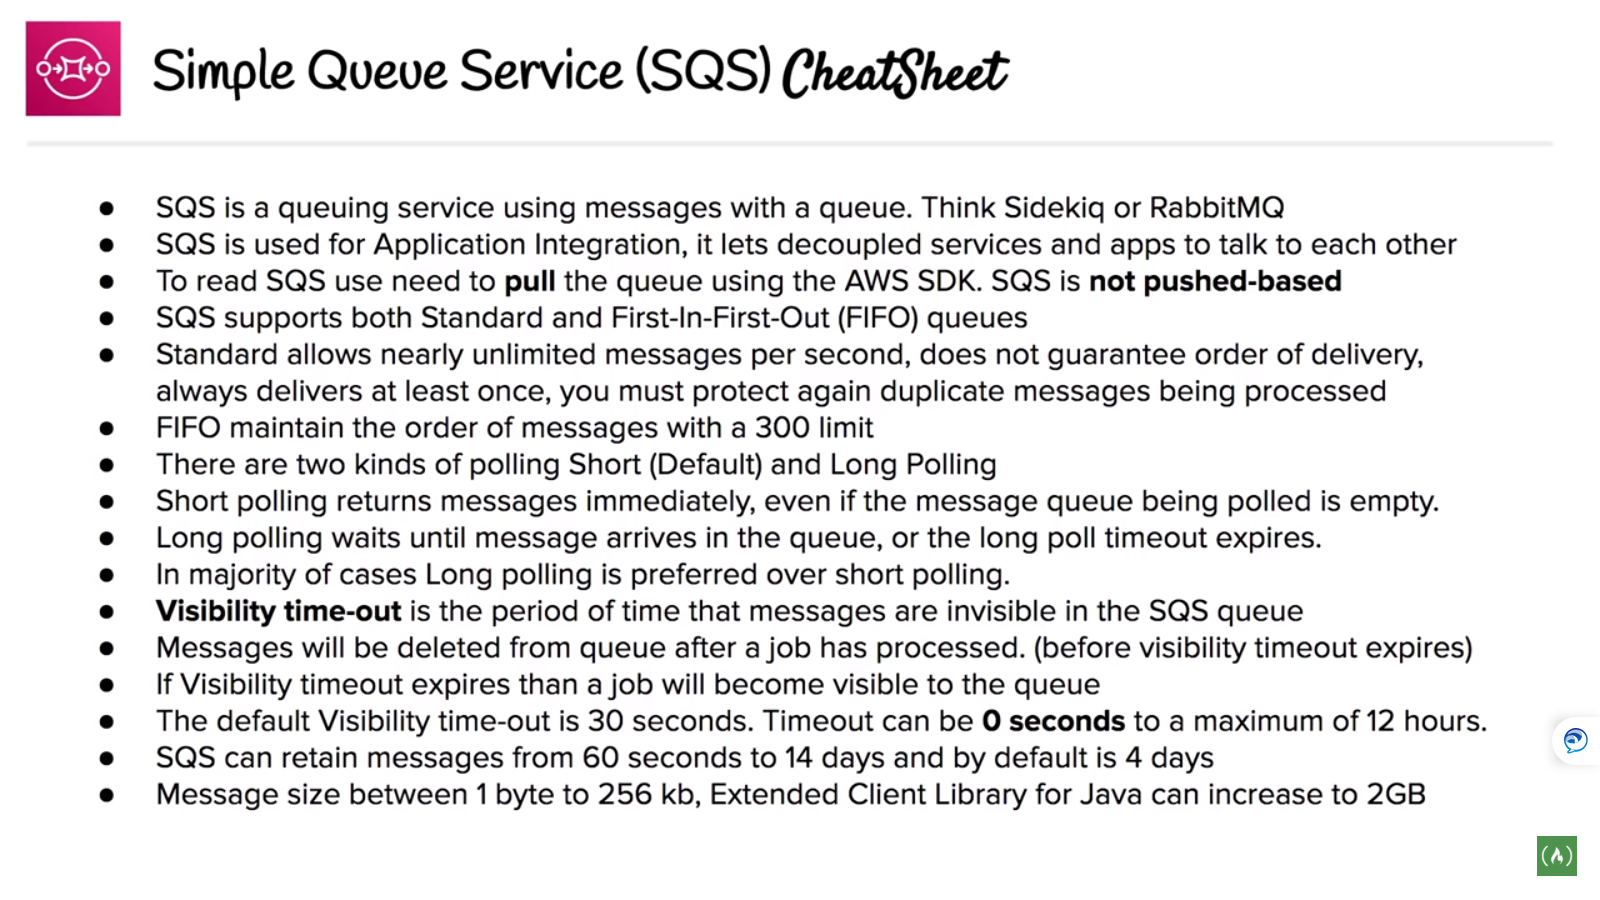 Simple Queue Service (SQS) CheatSheet
● SQS is a queuing service using messages with a queue. Think Sidekiq or RabbitMQ
● SQS is used for Application Integration, it lets decoupled services and apps to talk to each other
● To read SQS use need to pull the queue using the AWS SDK. SQS is not pushed-based
● SQS supports both Standard and First-In-First-Out (FIFO) queues
● Standard allows nearly unlimited messages per second, does not guarantee order of delivery,
always delivers at least once, you must protect again duplicate messages being processed
● FIFO maintain the order of messages with a 300 limit
● There are two kinds of polling Short (Default) and Long Polling
● Short polling returns messages immediately, even if the message queue being polled is empty.
● Long polling waits until message arrives in the queue, or the long poll timeout expires.
● In majority of cases Long polling is preferred over short polling.
● Visibility time-out is the period of time that messages are invisible in the SQS queue
● Messages will be deleted from queue after a job has processed. (before visibility timeout expires)
● If Visibility timeout expires than a job will become visible to the queue
● The default Visibility time-out is 30 seconds. Timeout can be 0 seconds to a maximum of 12 hours.
● SQS can retain messages from 60 seconds to 14 days and by default is 4 days
● Message size between 1 byte to 256 kb, Extended Client Library for Java can increase to 2GB